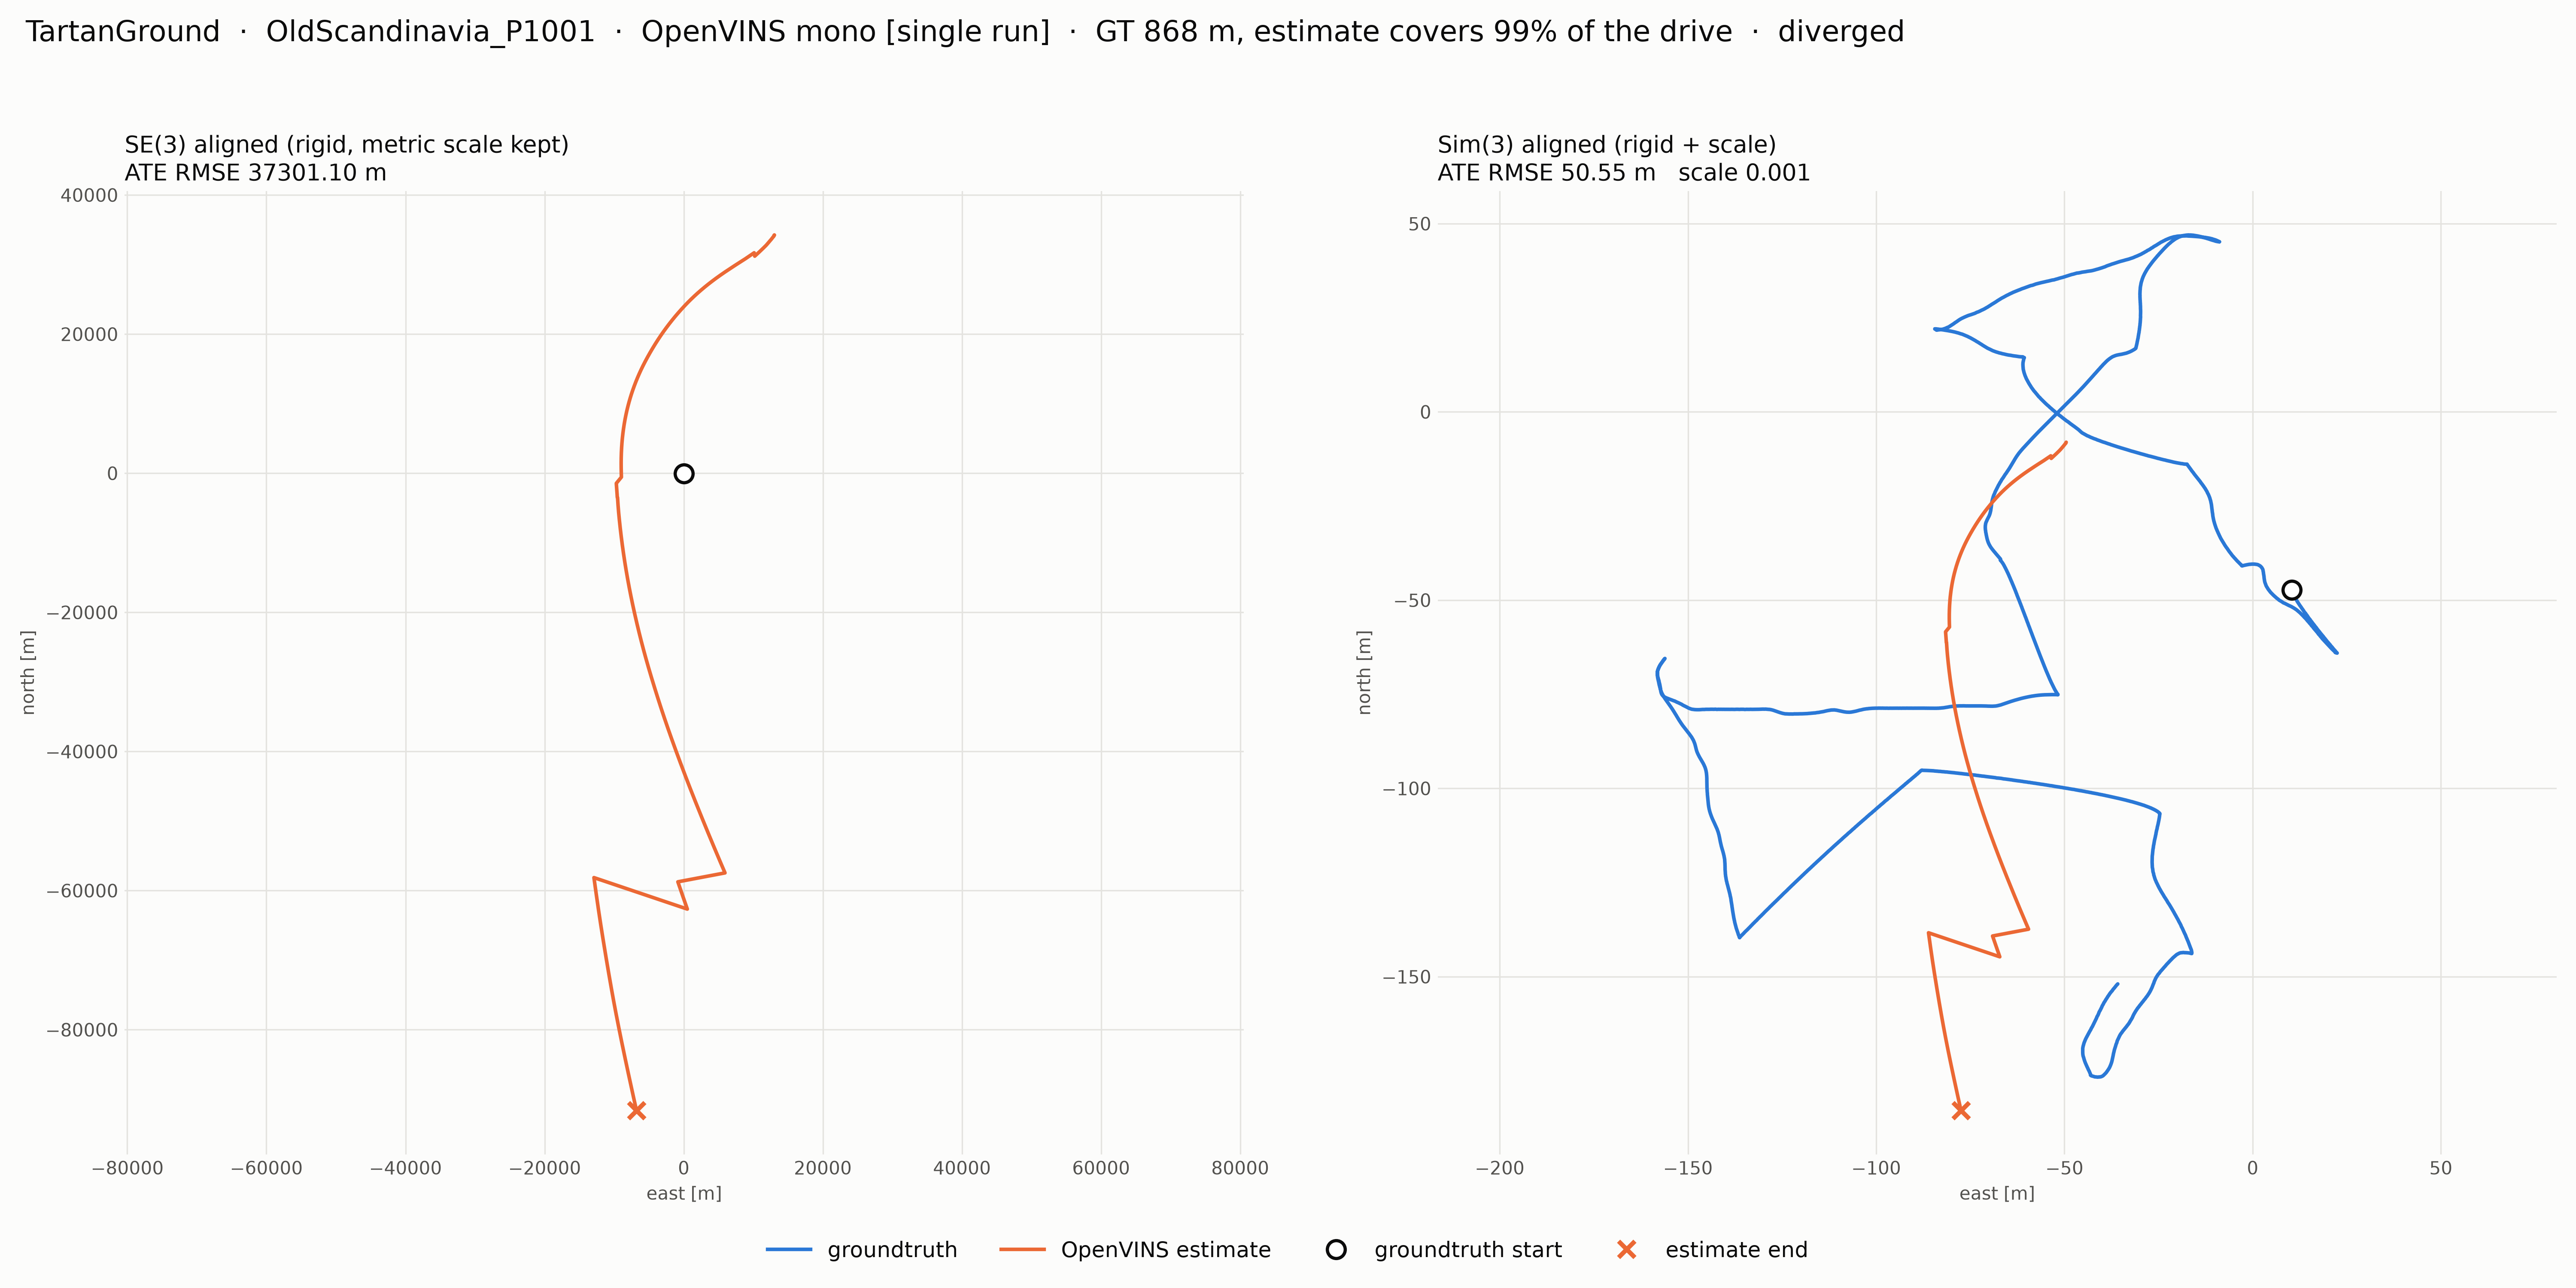 TartanGround · OldScandinavia_P1001 · OpenVINS mono [single run] · GT 868 m, estimate covers 99% of the drive · diverged
SE(3) aligned (rigid, metric scale kept)
ATE RMSE 37301.10 m
40000
20000
0
−20000
−40000
−60000
−80000
north [m]
−80000 −60000 −40000 −20000 0 20000 40000 60000 80000
east [m]
Sim(3) aligned (rigid + scale)
ATE RMSE 50.55 m scale 0.001
50
0
−50
−100
−150
north [m]
−200 −150 −100 −50 0 50
east [m]
groundtruth OpenVINS estimate groundtruth start estimate end